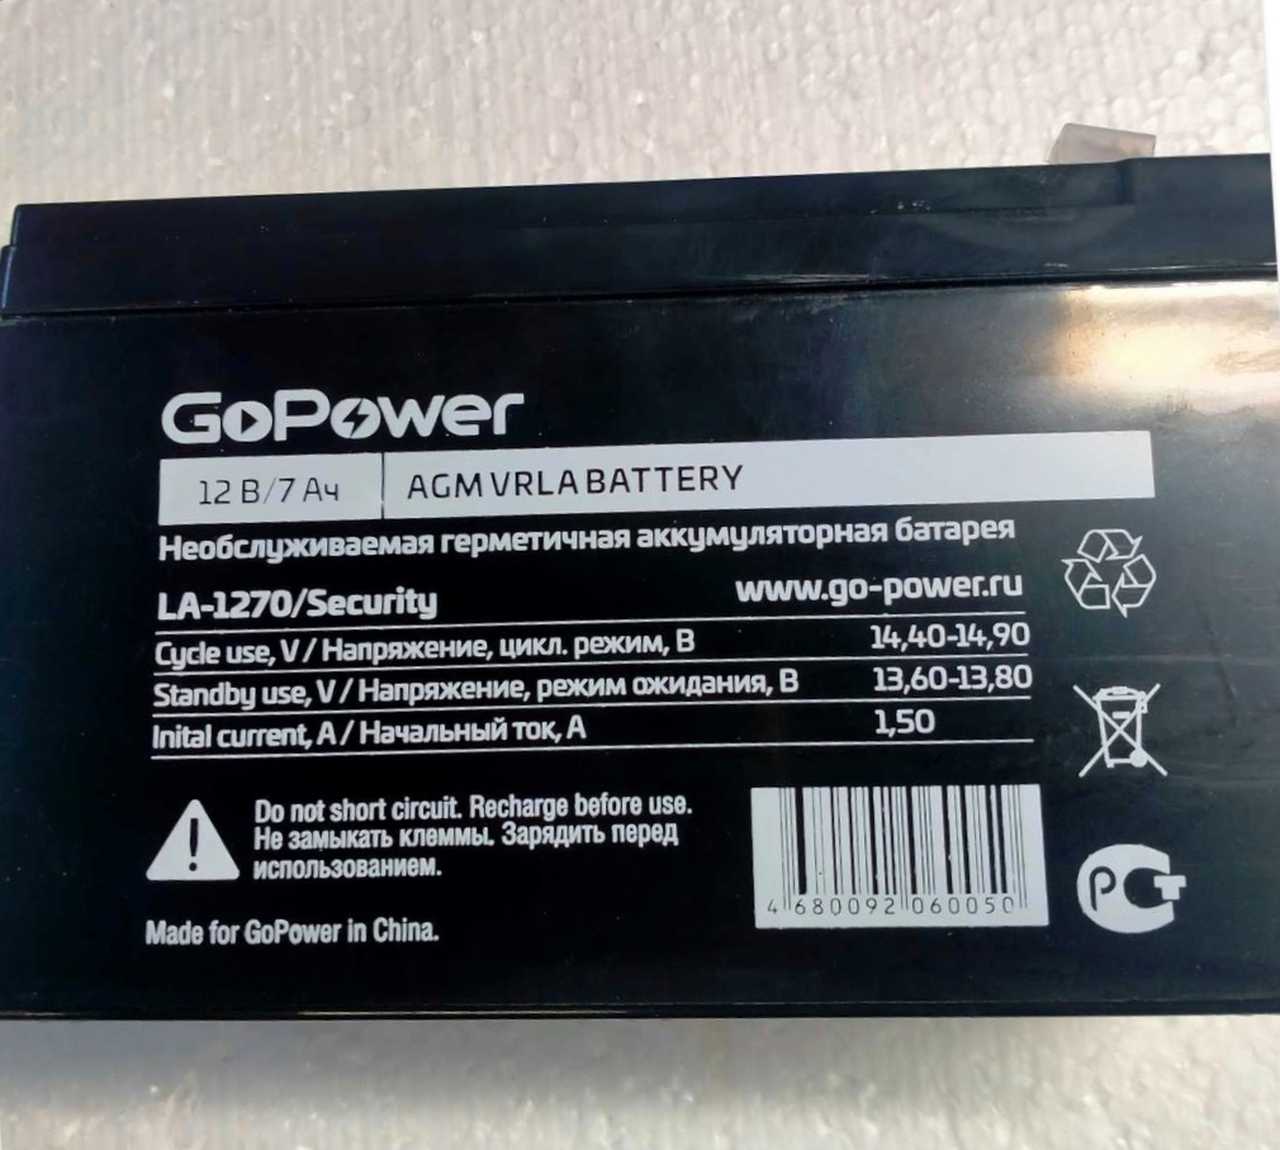 GoPower
12 В/7 Ач
AGM VRLA BATTERY
Необслуживаемая герметичная аккумуляторная батарея
LA-1270/Security
www.go-power.ru
Cycle use, V / Напряжение, цикл. режим, В 14,40-14,90
Standby use, V / Напряжение, режим ожидания, В 13,60-13,80
Inital current, A / Начальный ток, А 1,50
Do not short circuit. Recharge before use.
Не замыкать клеммы. Зарядить перед
использованием.
4 680092 060050
Made for GoPower in China.
РСТ